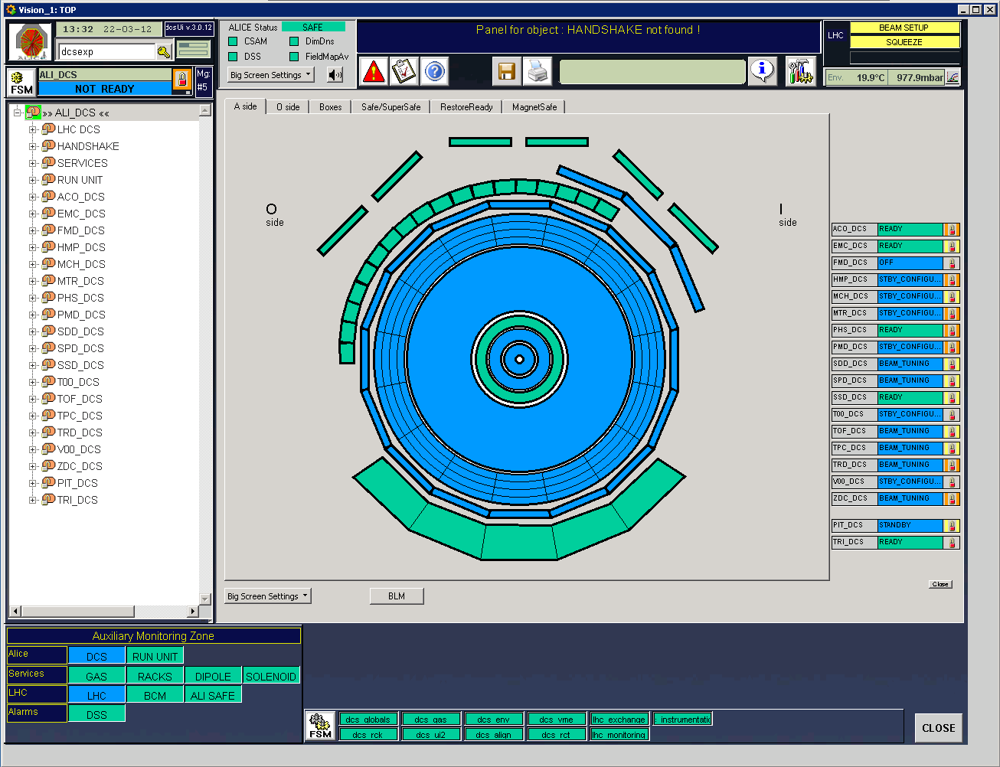 Vision_1: TOP
13:32 22-03-12 dcsUi v.3.0.12
dcsexp
ALICE Status SAFE
CSAM DimDns
DSS FieldMapAv
Big Screen Settings
Panel for object : HANDSHAKE not found !
LHC BEAM SETUP
SQUEEZE
Env. 19.9°C 977.9mbar
FSM ALI_DCS
NOT READY
Mg:
#5
»» ALI_DCS ««
LHC DCS
HANDSHAKE
SERVICES
RUN UNIT
ACO_DCS
EMC_DCS
FMD_DCS
HMP_DCS
MCH_DCS
MTR_DCS
PHS_DCS
PMD_DCS
SDD_DCS
SPD_DCS
SSD_DCS
T00_DCS
TOF_DCS
TPC_DCS
TRD_DCS
V00_DCS
ZDC_DCS
PIT_DCS
TRI_DCS
A side O side Boxes Safe/SuperSafe RestoreReady MagnetSafe
O
side
I
side
ACO_DCS READY
EMC_DCS READY
FMD_DCS OFF
HMP_DCS STBY_CONFIGU...
MCH_DCS STBY_CONFIGU...
MTR_DCS STBY_CONFIGU...
PHS_DCS READY
PMD_DCS STBY_CONFIGU...
SDD_DCS BEAM_TUNING
SPD_DCS BEAM_TUNING
SSD_DCS READY
T00_DCS STBY_CONFIGU...
TOF_DCS BEAM_TUNING
TPC_DCS BEAM_TUNING
TRD_DCS BEAM_TUNING
V00_DCS STBY_CONFIGU...
ZDC_DCS BEAM_TUNING
PIT_DCS STANDBY
TRI_DCS READY
Close
Big Screen Settings BLM
Auxiliary Monitoring Zone
Alice DCS RUN UNIT
Services GAS RACKS DIPOLE SOLENOID
LHC LHC BCM ALI SAFE
Alarms DSS
FSM
dcs_globals dcs_gas dcs_env dcs_vme lhc_exchange instrumentatio
dcs_rck dcs_ui2 dcs_align dcs_rct lhc_monitoring
CLOSE